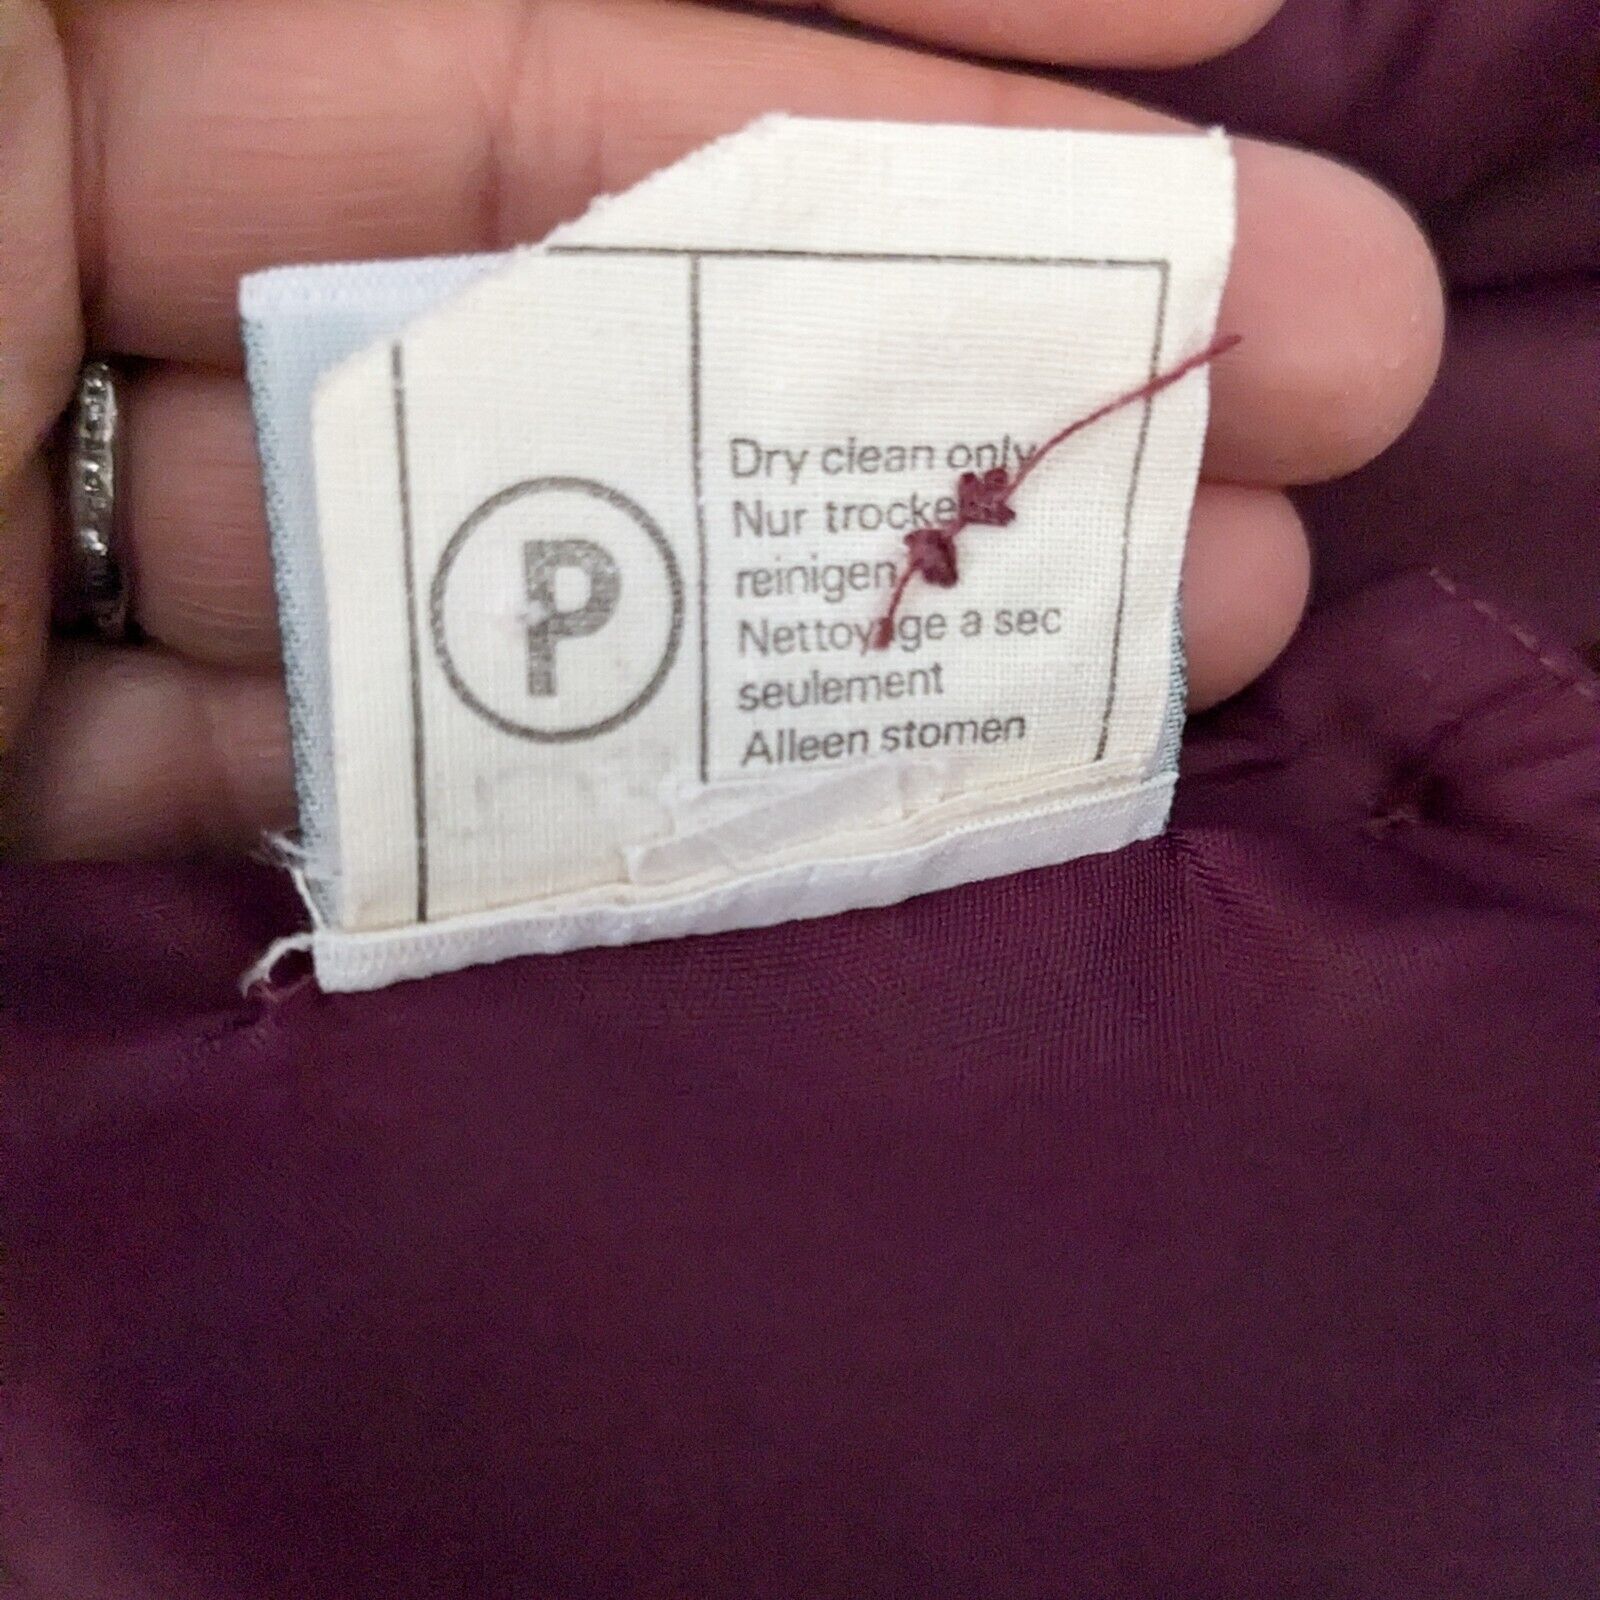 P
Dry clean only
Nur trocken
reinigen
Nettoyage a sec
seulement
Alleen stomen